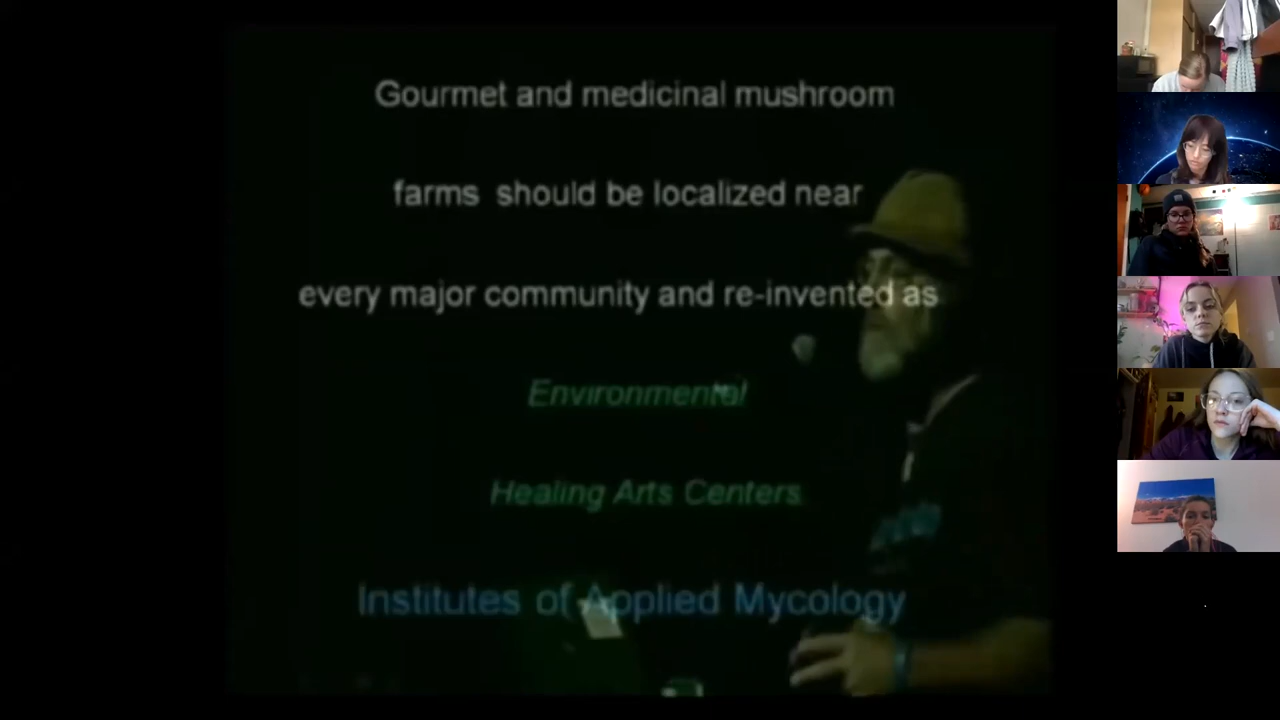 Gourmet and medicinal mushroom
farms should be localized near
every major community and re-invented as
Environmental
Healing Arts Centers
Institutes of Applied Mycology